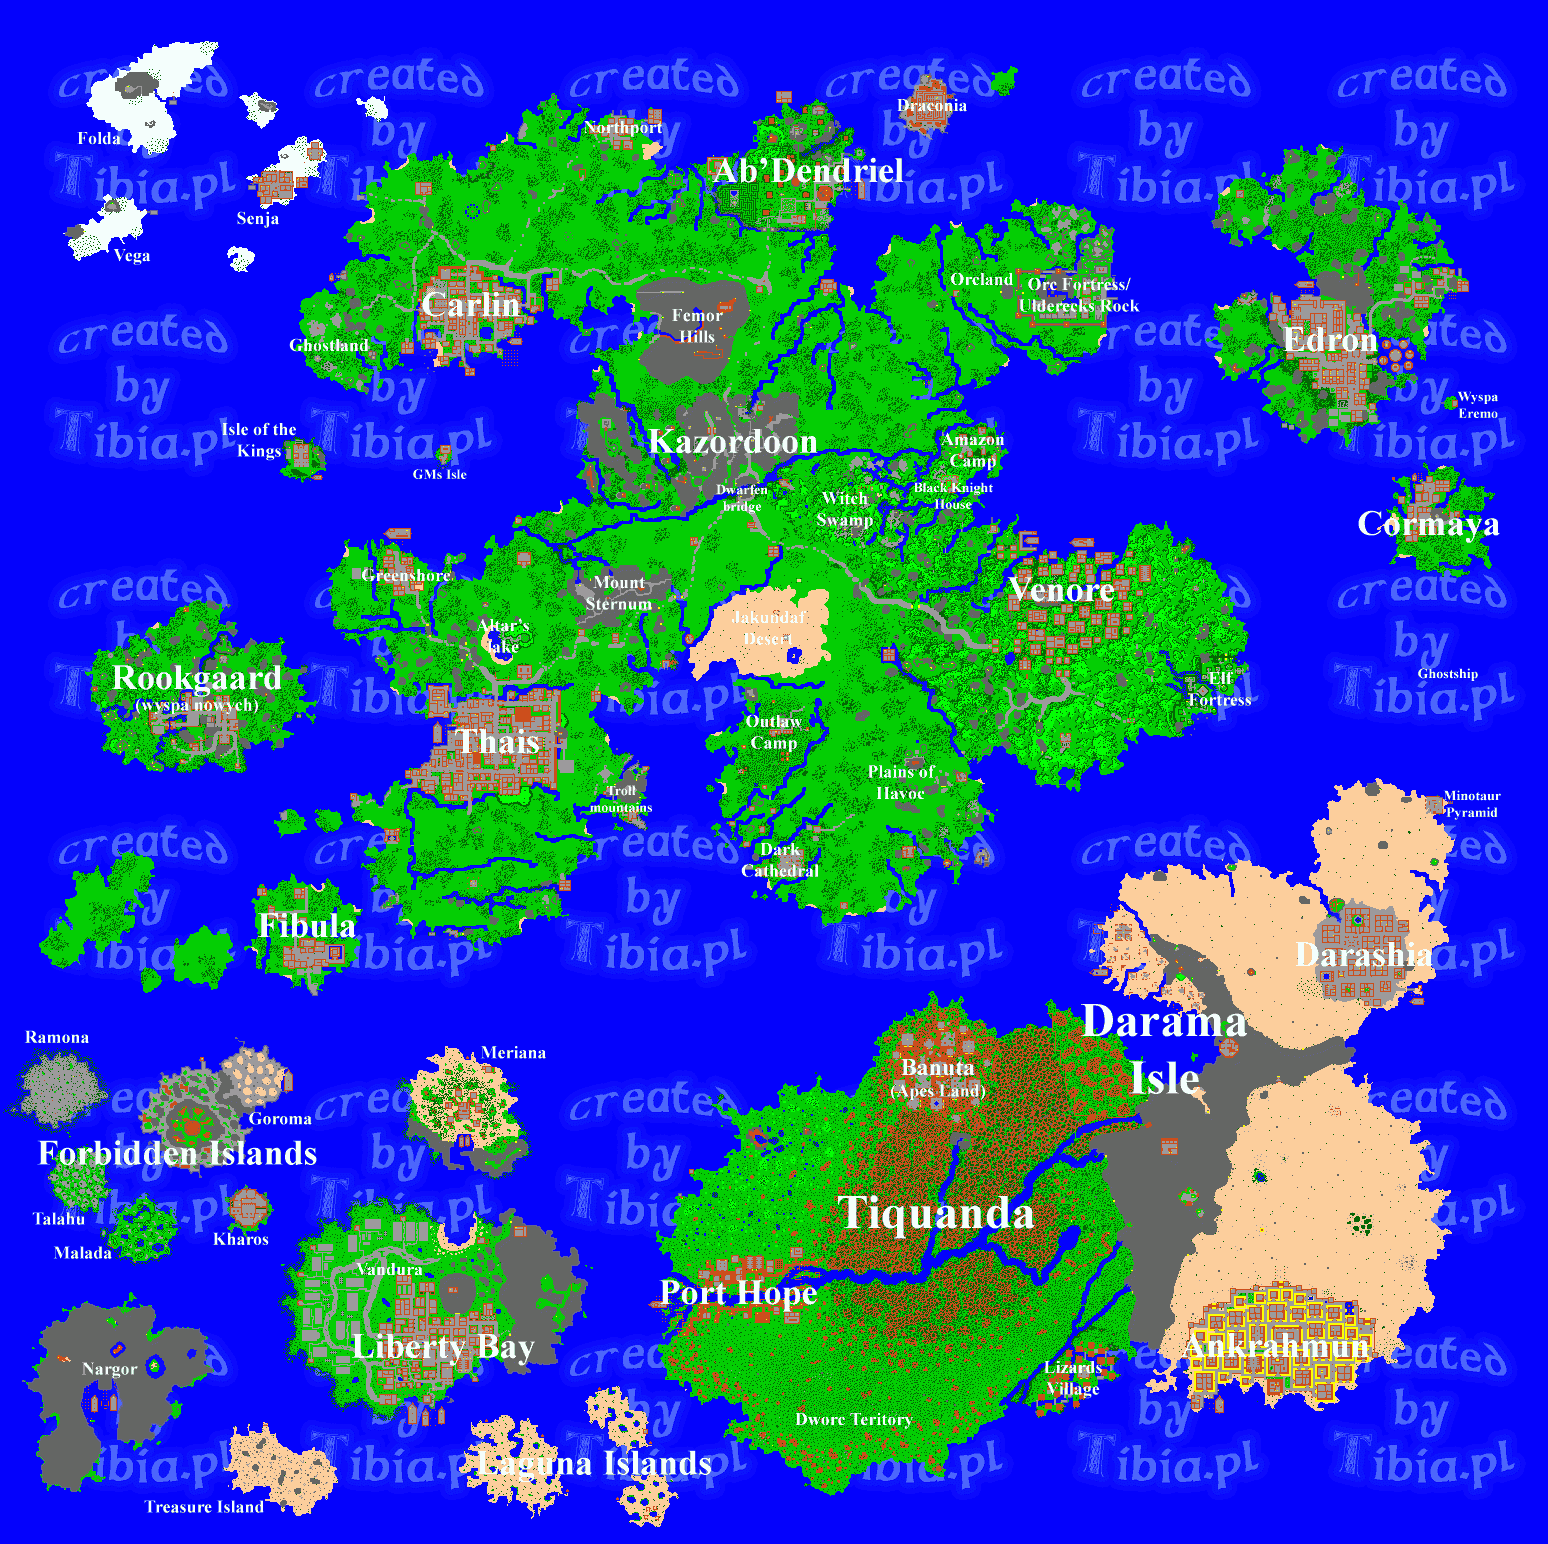 created
by
Tibia.pl
Folda
Senja
Vega
Northport
Ab'Dendriel
Draconia
Carlin
Ghostland
Femor
Hills
Orcland
Orc Fortress/
Ulderecks Rock
Edron
Wyspa
Eremo
Isle of the
Kings
GMs Isle
Kazordoon
Dwarfen
bridge
Amazon
Camp
Black Knight
House
Witch
Swamp
Cormaya
Greenshore
Mount
Sternum
Altar's
lake
Jakundaf
Desert
Venore
Elf
Fortress
Ghostship
Rookgaard
(wyspa nowych)
Thais
Troll
mountains
Outlaw
Camp
Plains of
Havoc
Dark
Cathedral
Minotaur
Pyramid
Fibula
Darashia
Darama
Isle
Ramona
Goroma
Forbidden Islands
Talahu
Malada
Kharos
Meriana
Banuta
(Apes Land)
Tiquanda
Vandura
Liberty Bay
Port Hope
Ankrahmun
Nargor
Lizards
Village
Dworc Teritory
Treasure Island
Laguna Islands